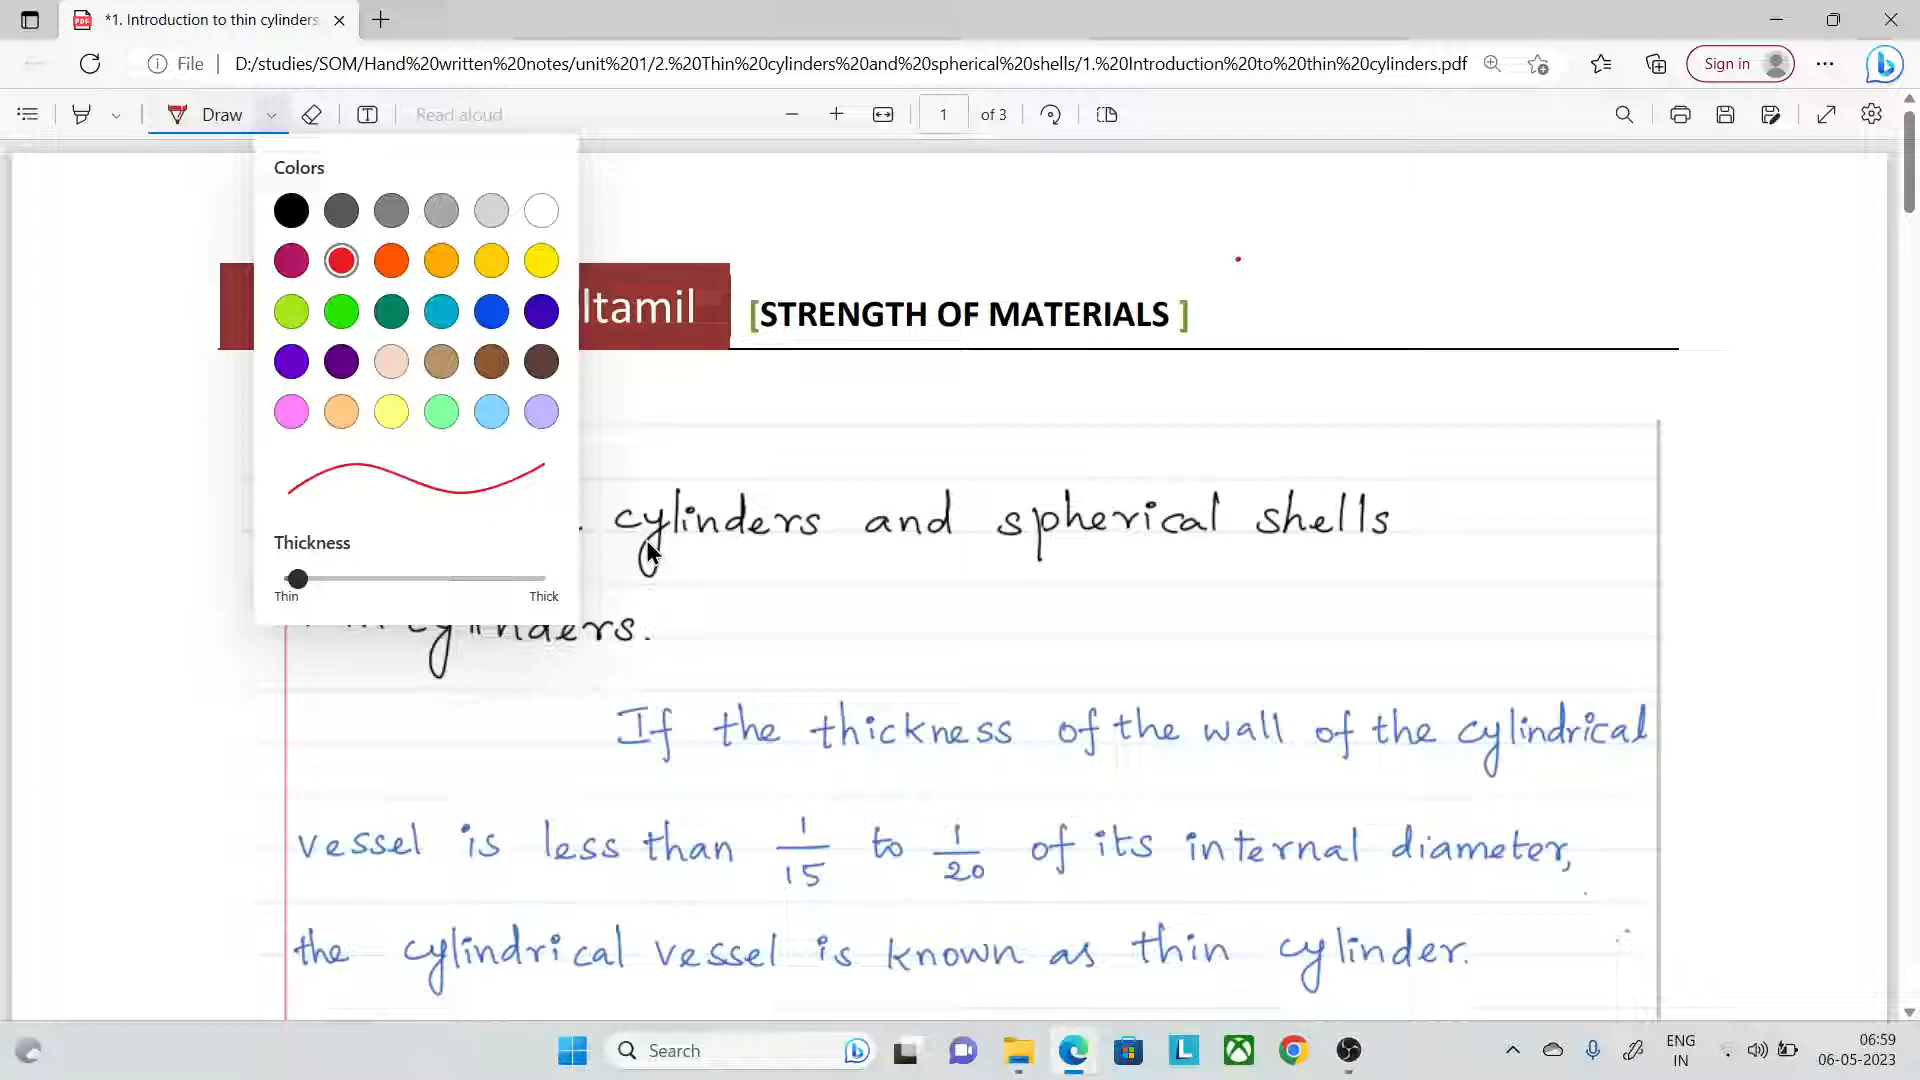 *1. Introduction to thin cylinders
File
D:/studies/SOM/Hand%20written%20notes/unit%201/2.%20Thin%20cylinders%20and%20spherical%20shells/1.%20Introduction%20to%20thin%20cylinders.pdf
Sign in
Draw
Read aloud
1 of 3
Colors
ltamil
[STRENGTH OF MATERIALS ]
cylinders and spherical shells
Thickness
Thin Thick
cylinders.
If the thickness of the wall of the cylindrical
vessel is less than 1/15 to 1/20 of its internal diameter,
the cylindrical vessel is known as thin cylinder.
Search
ENG
IN
06:59
06-05-2023